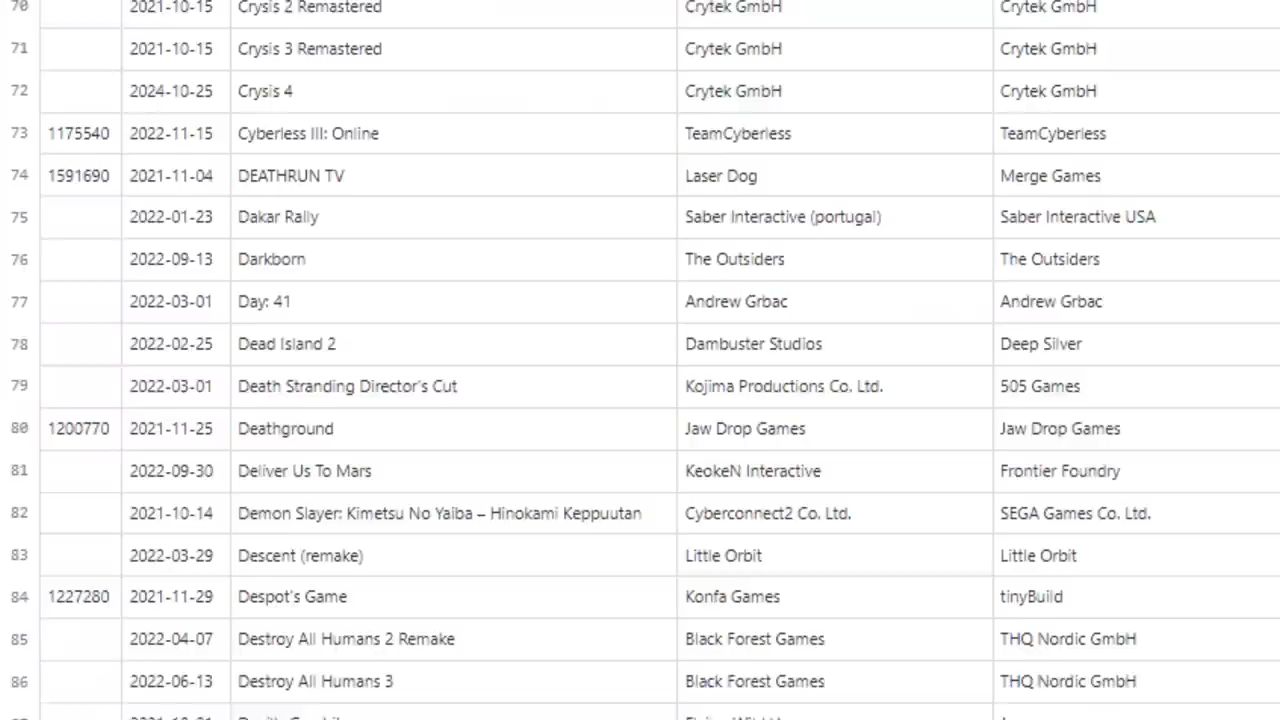 70 2021-10-15 Crysis 2 Remastered Crytek GmbH Crytek GmbH
71 2021-10-15 Crysis 3 Remastered Crytek GmbH Crytek GmbH
72 2024-10-25 Crysis 4 Crytek GmbH Crytek GmbH
73 1175540 2022-11-15 Cyberless III: Online TeamCyberless TeamCyberless
74 1591690 2021-11-04 DEATHRUN TV Laser Dog Merge Games
75 2022-01-23 Dakar Rally Saber Interactive (portugal) Saber Interactive USA
76 2022-09-13 Darkborn The Outsiders The Outsiders
77 2022-03-01 Day: 41 Andrew Grbac Andrew Grbac
78 2022-02-25 Dead Island 2 Dambuster Studios Deep Silver
79 2022-03-01 Death Stranding Director's Cut Kojima Productions Co. Ltd. 505 Games
80 1200770 2021-11-25 Deathground Jaw Drop Games Jaw Drop Games
81 2022-09-30 Deliver Us To Mars KeokeN Interactive Frontier Foundry
82 2021-10-14 Demon Slayer: Kimetsu No Yaiba – Hinokami Keppuutan Cyberconnect2 Co. Ltd. SEGA Games Co. Ltd.
83 2022-03-29 Descent (remake) Little Orbit Little Orbit
84 1227280 2021-11-29 Despot's Game Konfa Games tinyBuild
85 2022-04-07 Destroy All Humans 2 Remake Black Forest Games THQ Nordic GmbH
86 2022-06-13 Destroy All Humans 3 Black Forest Games THQ Nordic GmbH